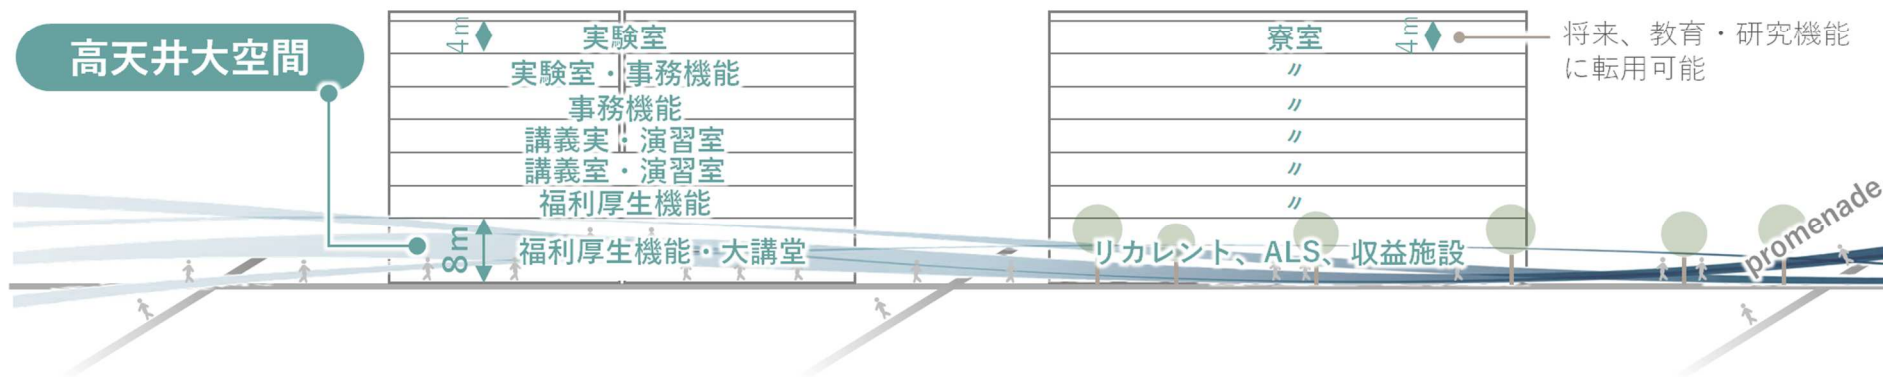 高天井大空間
4m
実験室
実験室・事務機能
事務機能
講義実・演習室
講義室・演習室
福利厚生機能
8m
福利厚生機能・大講堂
寮室
4m
〃
〃
〃
〃
〃
リカレント、ALS、収益施設
将来、教育・研究機能
に転用可能
promenade